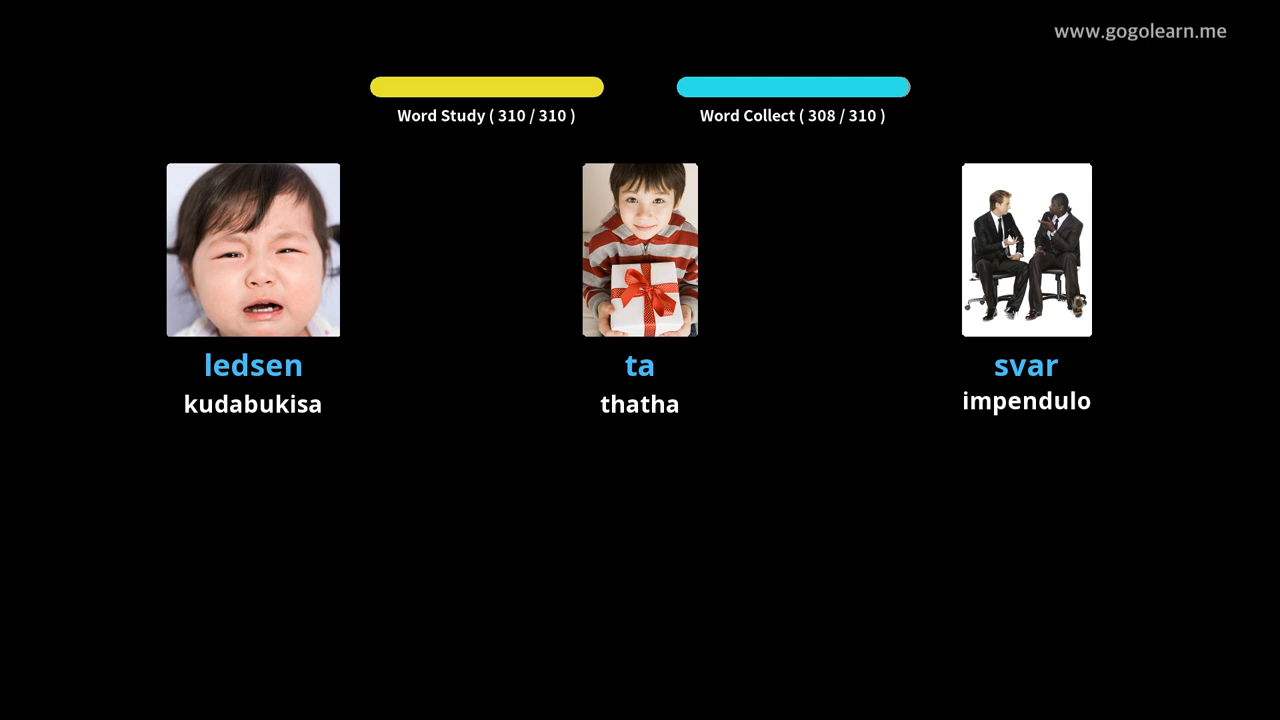 www.gogolearn.me
Word Study ( 310 / 310 )
Word Collect ( 308 / 310 )
ledsen
ta
svar
kudabukisa
thatha
impendulo